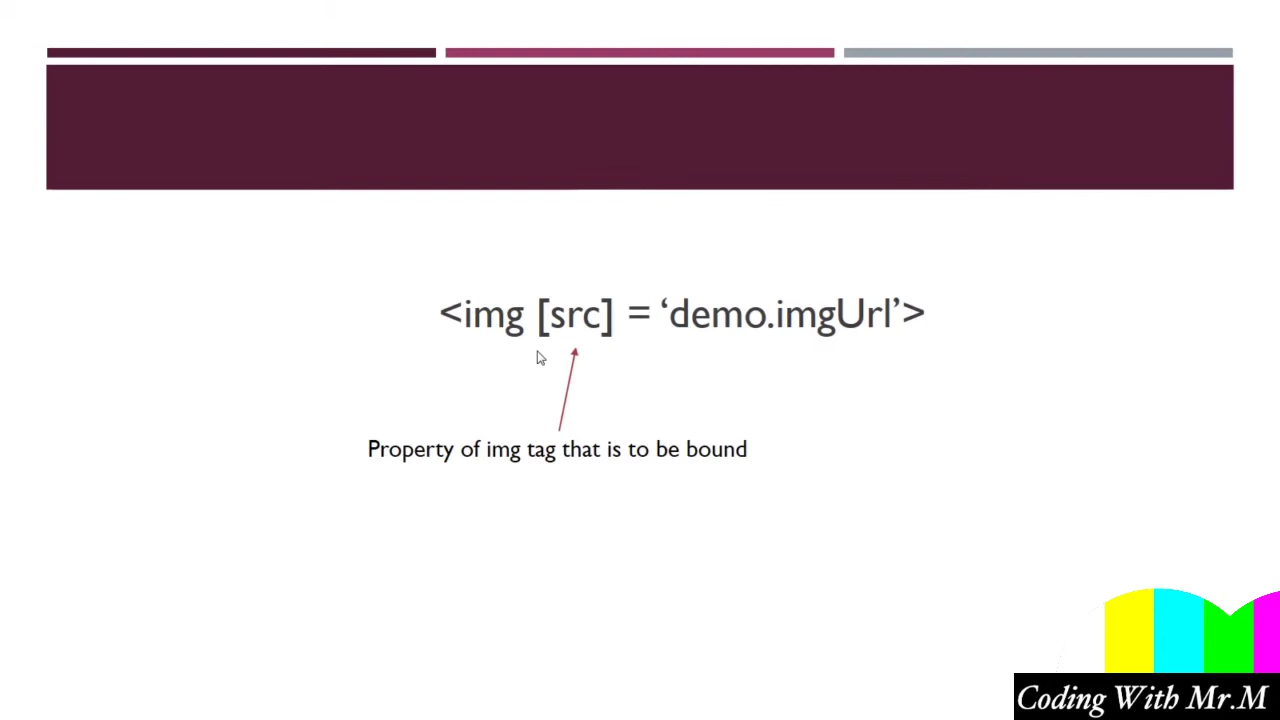 <img [src] = ‘demo.imgUrl’>
Property of img tag that is to be bound
Coding With Mr.M